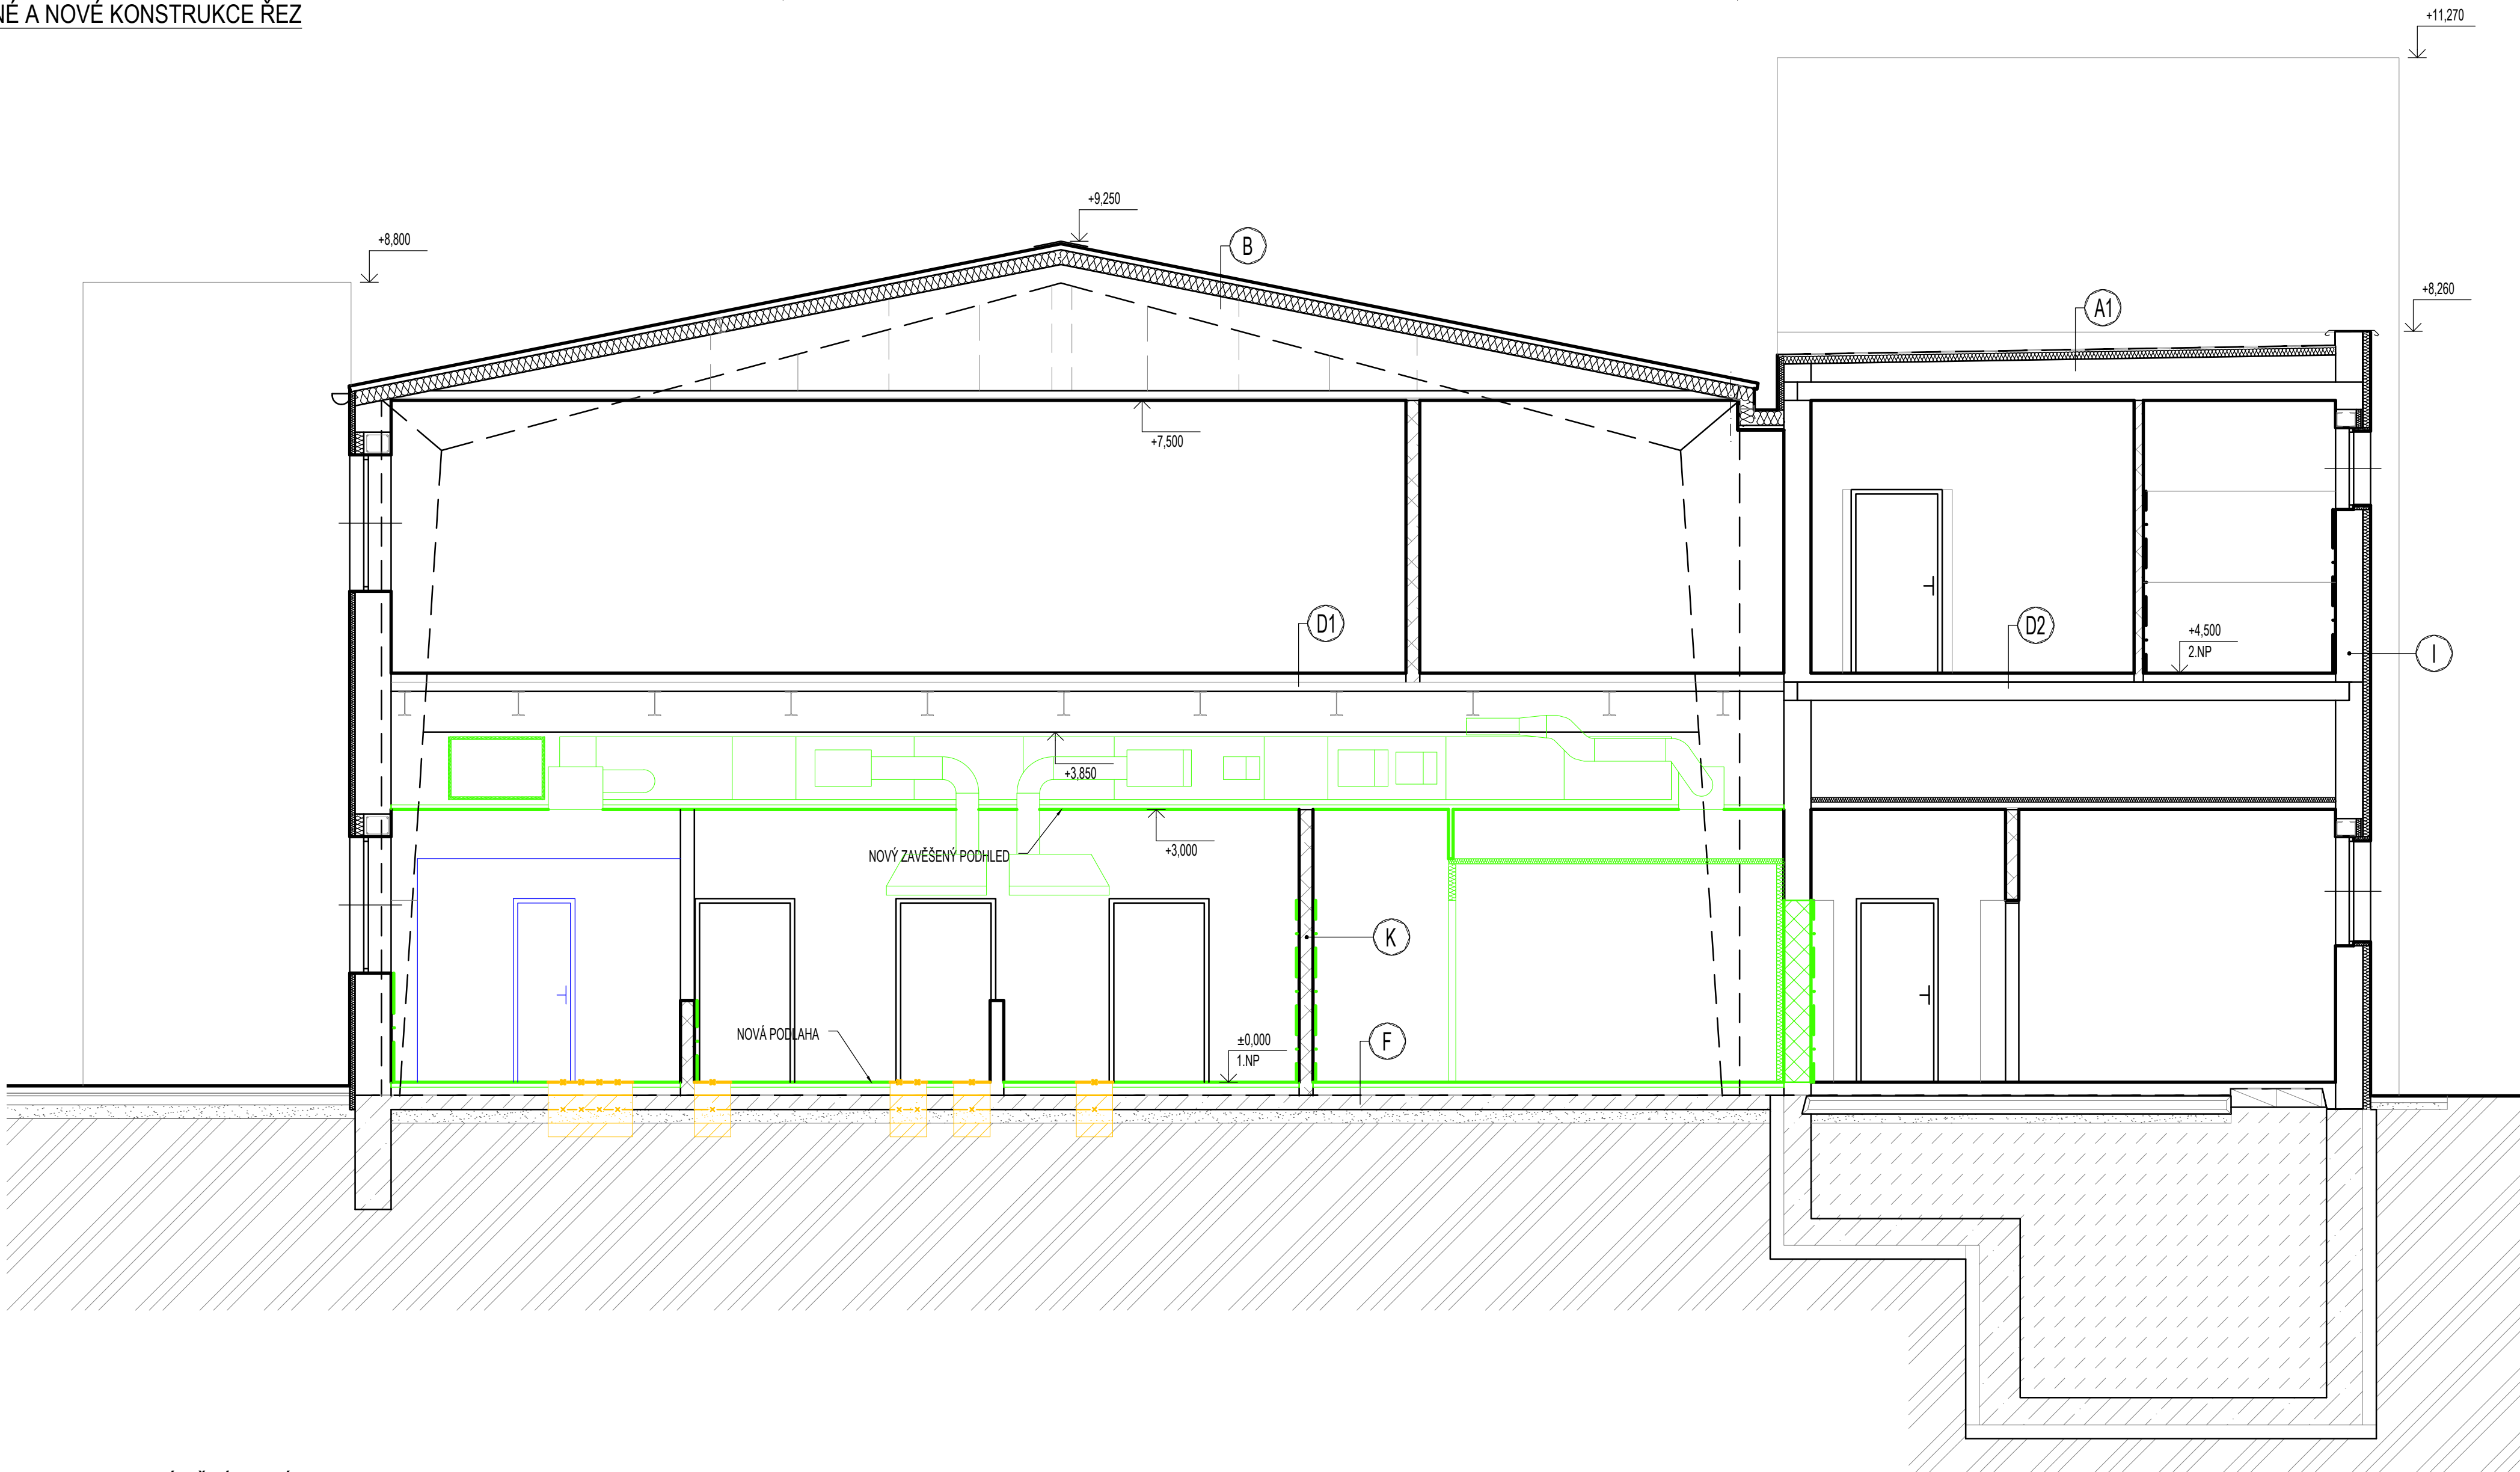 NÉ A NOVÉ KONSTRUKCE ŘEZ
+11,270
+9,250
+8,800
B
+8,260
A1
+7,500
D1
D2
+4,500
2.NP
I
+3,850
NOVÝ ZAVĚŠENÝ PODHLED
+3,000
K
NOVÁ PODLAHA
±0,000
1.NP
F